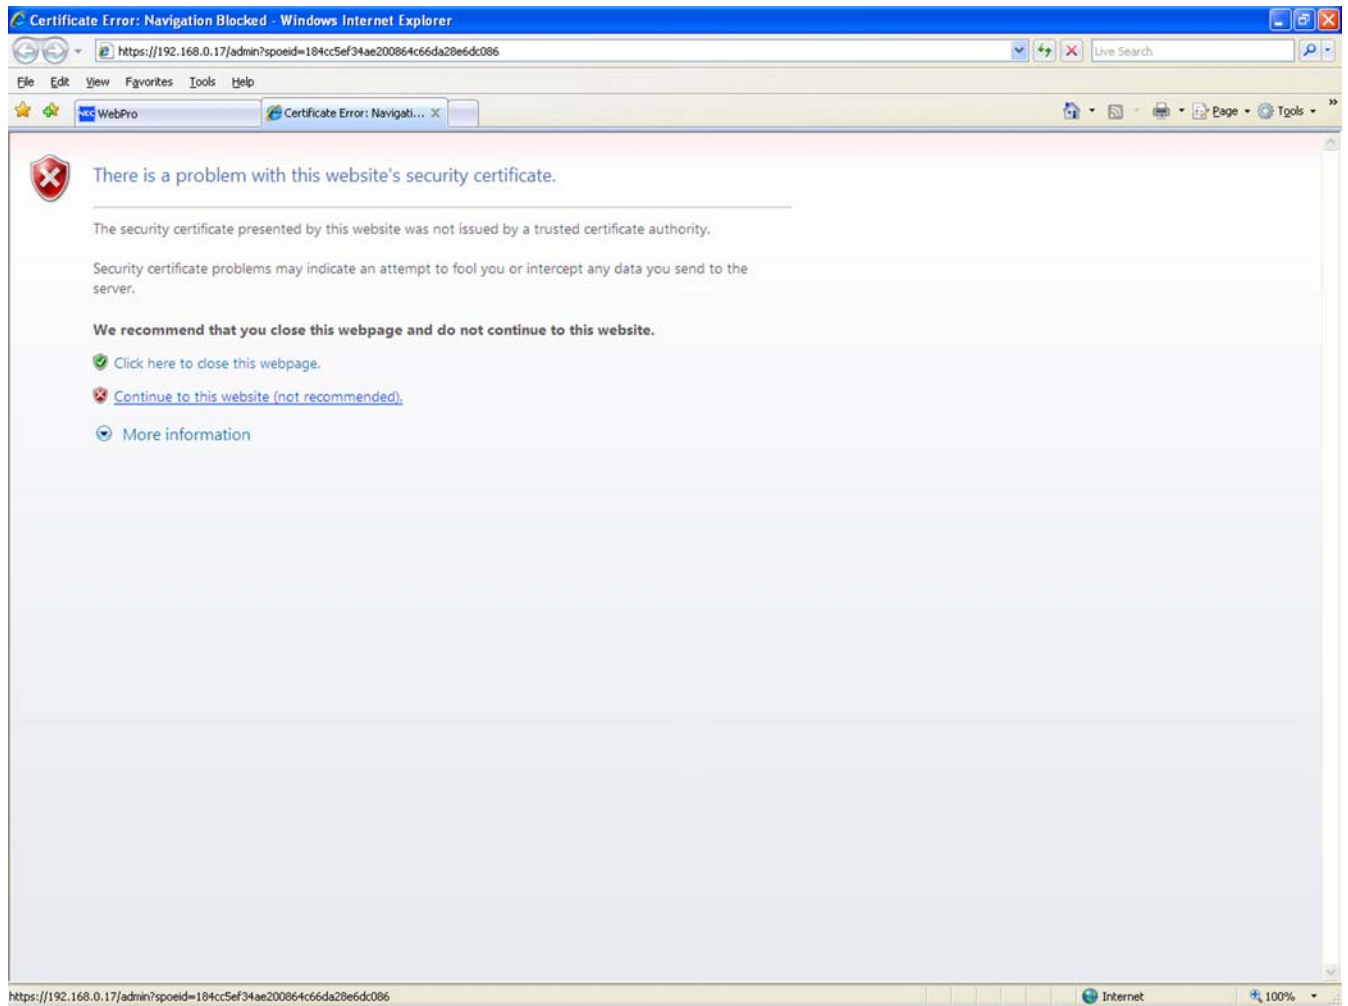 Certificate Error: Navigation Blocked - Windows Internet Explorer
https://192.168.0.17/admin?spoeid=184cc5ef34ae200864c66da28e6dc086
Live Search
File Edit View Favorites Tools Help
NEC WebPro
Certificate Error: Navigati...
Page Tools
There is a problem with this website's security certificate.
The security certificate presented by this website was not issued by a trusted certificate authority.
Security certificate problems may indicate an attempt to fool you or intercept any data you send to the
server.
We recommend that you close this webpage and do not continue to this website.
Click here to close this webpage.
Continue to this website (not recommended).
More information
https://192.168.0.17/admin?spoeid=184cc5ef34ae200864c66da28e6dc086
Internet
100%